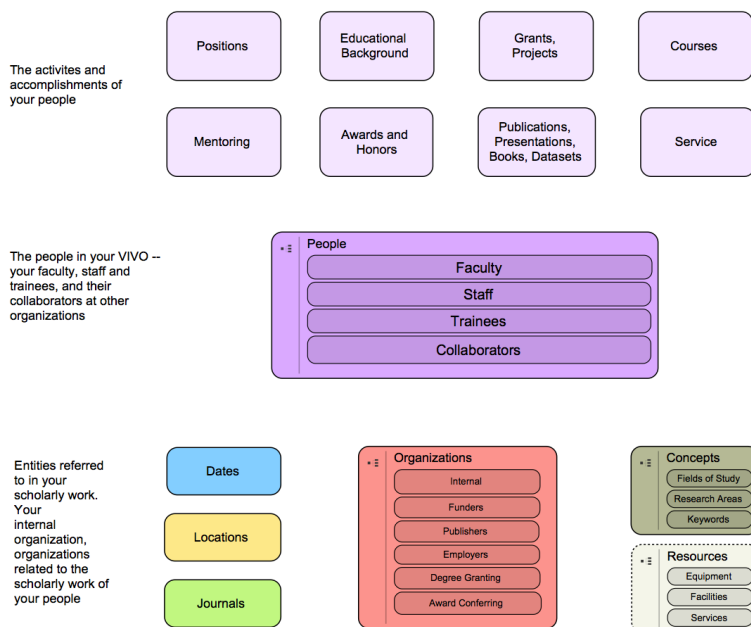 The activites and
accomplishments of
your people
Positions
Educational
Background
Grants,
Projects
Courses
Mentoring
Awards and
Honors
Publications,
Presentations,
Books, Datasets
Service
The people in your VIVO --
your faculty, staff and
trainees, and their
collaborators at other
organizations
People
Faculty
Staff
Trainees
Collaborators
Entities referred
to in your
scholarly work.
Your
internal
organization,
organizations
related to the
scholarly work of
your people
Dates
Locations
Journals
Organizations
Internal
Funders
Publishers
Employers
Degree Granting
Award Conferring
Concepts
Fields of Study
Research Areas
Keywords
Resources
Equipment
Facilities
Services